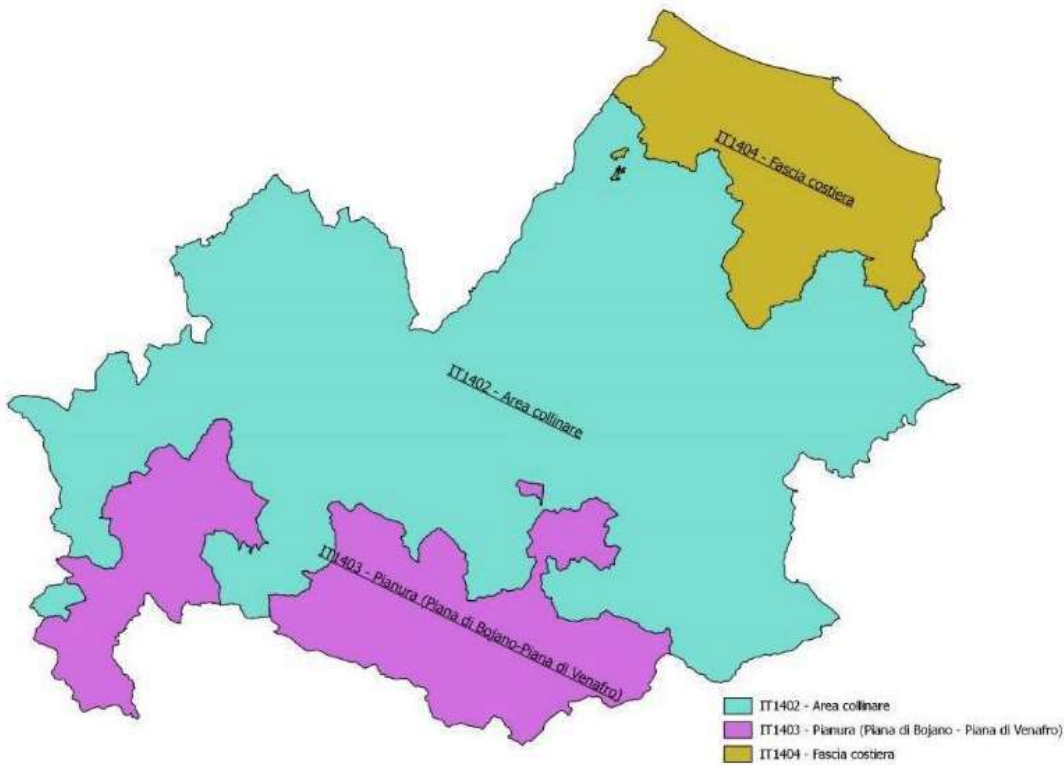 IT1404 - Fascia costiera
IT1402 - Area collinare
IT1403 - Pianura (Piana di Bojano-Piana di Venafro)
IT1402 - Area collinare
IT1403 - Pianura (Piana di Bojano - Piana di Venafro)
IT1404 - Fascia costiera